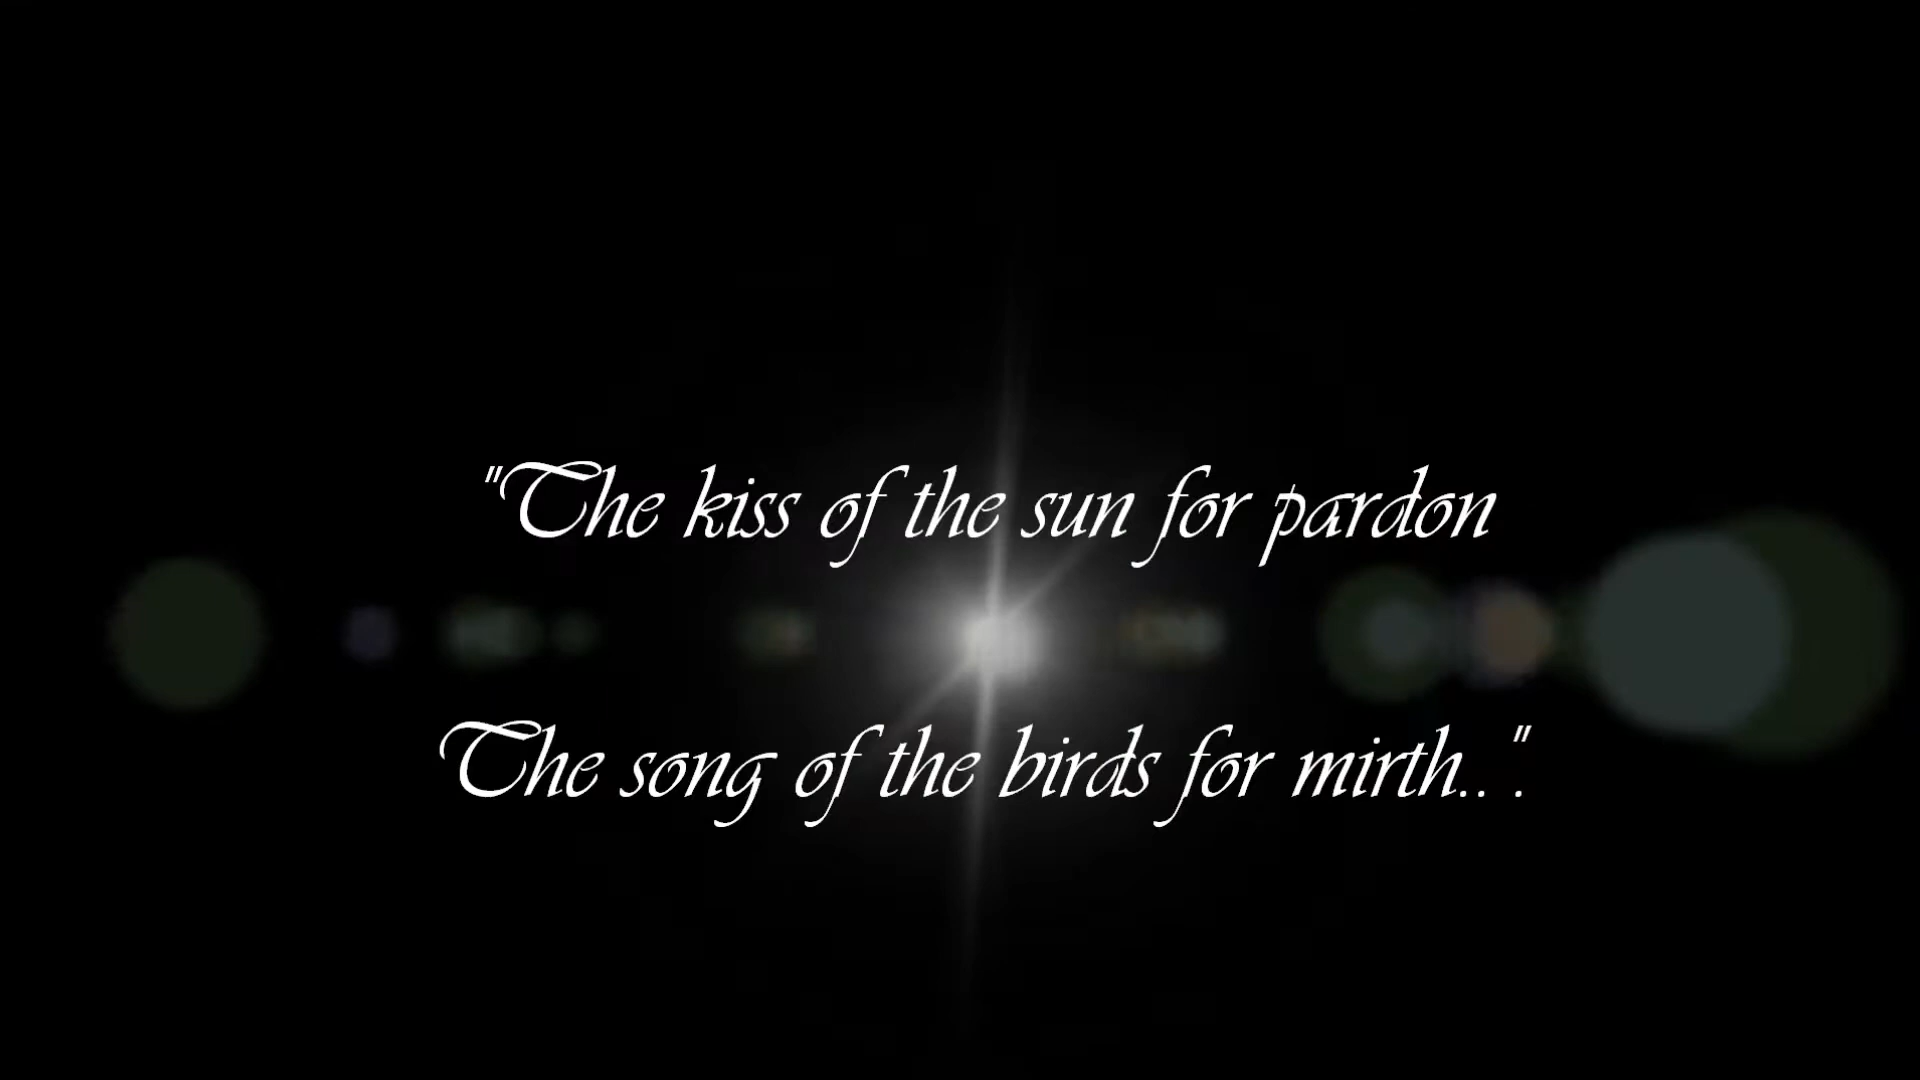 "The kiss of the sun for pardon
The song of the birds for mirth..."